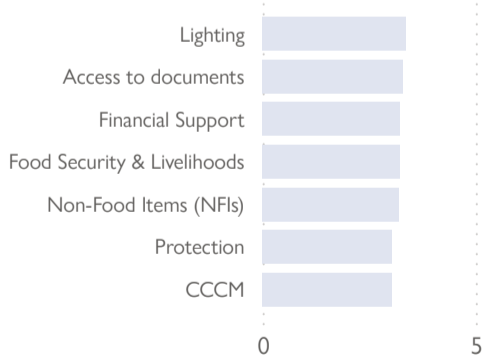 Lighting
Access to documents
Financial Support
Food Security & Livelihoods
Non-Food Items (NFIs)
Protection
CCCM
0 5